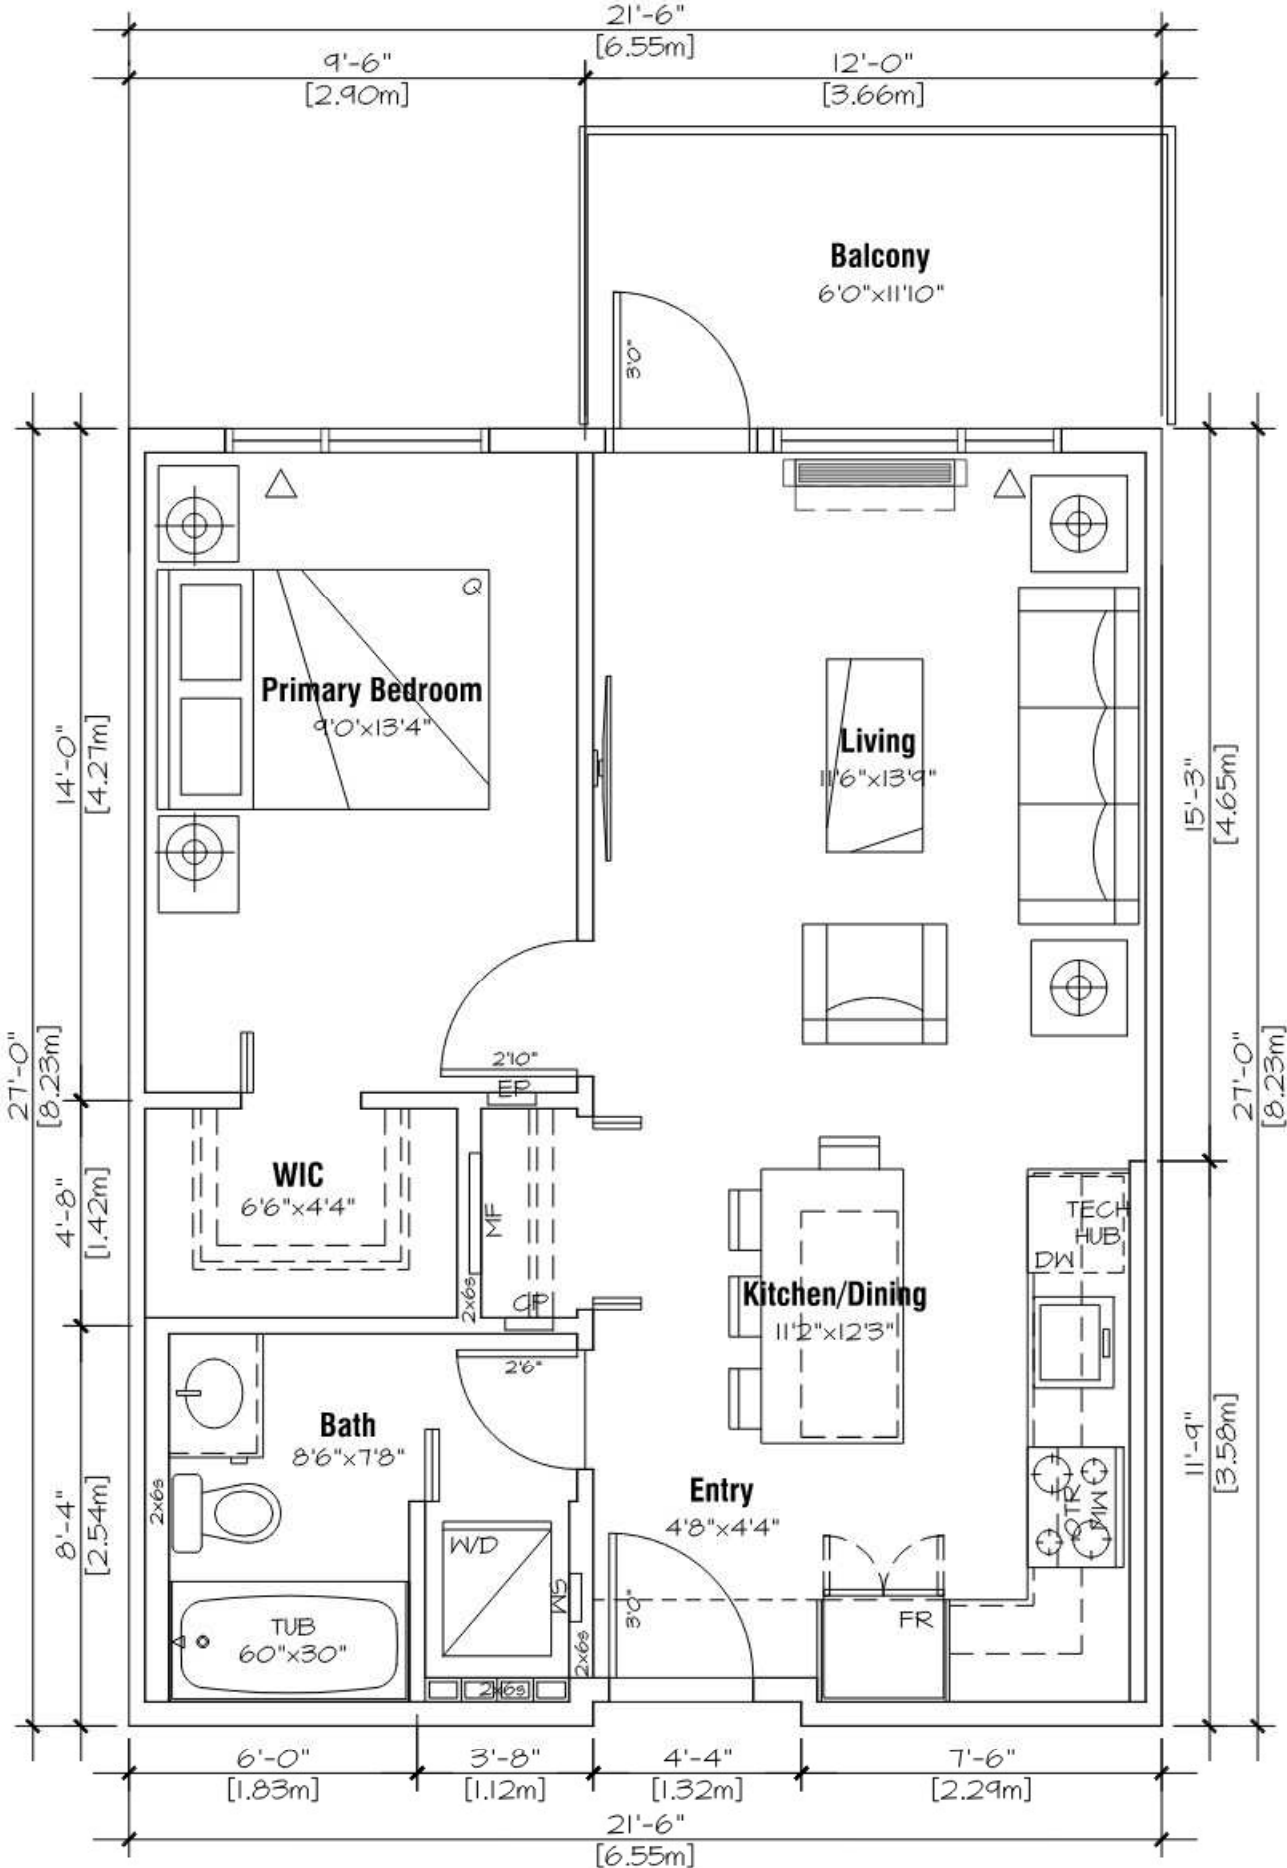 21'-6"
[6.55m]
9'-6"
[2.90m]
12'-0"
[3.66m]
Balcony
6'0"x11'10"
3'0"
Q
Primary Bedroom
9'0'x13'4"
Living
11'6"x13'9"
14'-0"
[4.27m]
15'-3"
[4.65m]
27'-0"
[8.23m]
27'-0"
[8.23m]
2'10"
EP
WIC
6'6"x4'4"
MF
2x6s
CP
4'-8"
[1.42m]
TECH
HUB
DW
Kitchen/Dining
11'2"x12'3"
2'6"
Bath
8'6"x7'8"
2x6s
8'-4"
[2.54m]
11'-9"
[3.58m]
Entry
4'8"x4'4"
OTR
MW
W/D
WS
2x6s
3'0"
FR
TUB
60"x30"
2x6s
6'-0"
[1.83m]
3'-8"
[1.12m]
4'-4"
[1.32m]
7'-6"
[2.29m]
21'-6"
[6.55m]